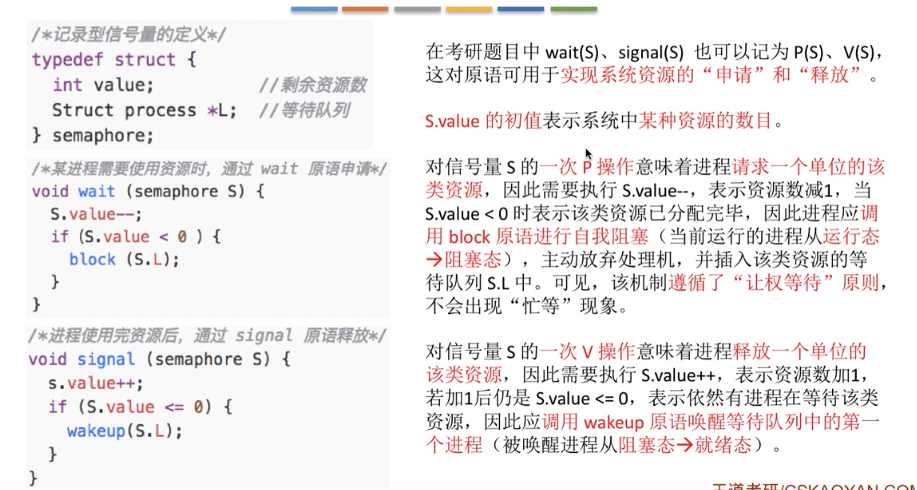 /*记录型信号量的定义*/
typedef struct {
int value; //剩余资源数
Struct process *L; //等待队列
} semaphore;
/*某进程需要使用资源时，通过 wait 原语申请*/
void wait (semaphore S) {
S.value--;
if (S.value < 0 ) {
block (S.L);
}
}
/*进程使用完资源后，通过 signal 原语释放*/
void signal (semaphore S) {
s.value++;
if (S.value <= 0) {
wakeup(S.L);
}
}
在考研题目中 wait(S)、signal(S) 也可以记为 P(S)、V(S)，
这对原语可用于实现系统资源的“申请”和“释放”。
S.value 的初值表示系统中某种资源的数目。
对信号量 S 的一次 P 操作意味着进程请求一个单位的该
类资源，因此需要执行 S.value--，表示资源数减1，当
S.value < 0 时表示该类资源已分配完毕，因此进程应调
用 block 原语进行自我阻塞（当前运行的进程从运行态
→阻塞态），主动放弃处理机，并插入该类资源的等
待队列 S.L 中。可见，该机制遵循了“让权等待”原则，
不会出现“忙等”现象。
对信号量 S 的一次 V 操作意味着进程释放一个单位的
该类资源，因此需要执行 S.value++，表示资源数加1，
若加1后仍是 S.value <= 0，表示依然有进程在等待该类
资源，因此应调用 wakeup 原语唤醒等待队列中的第一
个进程（被唤醒进程从阻塞态→就绪态）。
王道考研/CSKAOYAN.COM